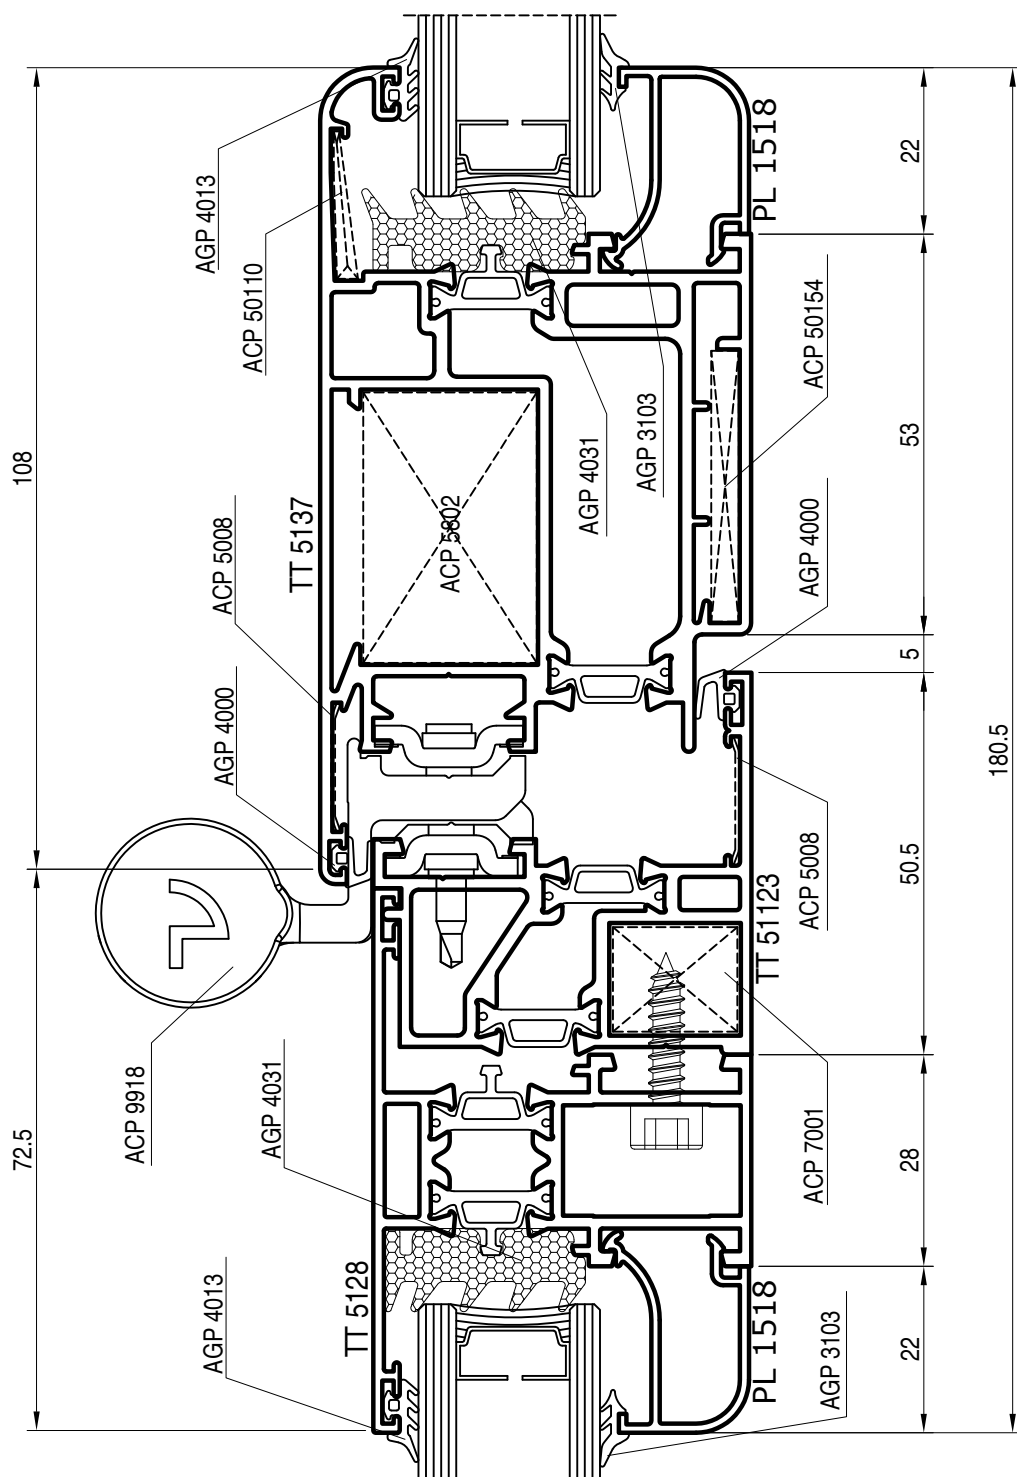 AGP 4013
ACP 50110
PL 1518
22
ACP 50154
53
AGP 3103
AGP 4031
108
ACP 5008
TT 5137
ACP 5802
AGP 4000
AGP 4000
5
180.5
50.5
ACP 5008
TT 51123
ACP 9918
AGP 4031
ACP 7001
28
72.5
AGP 4013
TT 5128
PL 1518
AGP 3103
22